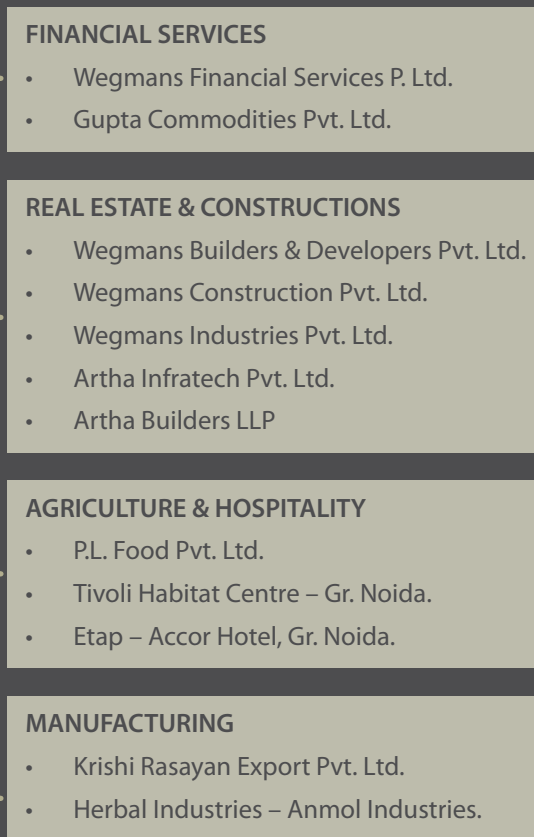 FINANCIAL SERVICES
• Wegmans Financial Services P. Ltd.
• Gupta Commodities Pvt. Ltd.
REAL ESTATE & CONSTRUCTIONS
• Wegmans Builders & Developers Pvt. Ltd.
• Wegmans Construction Pvt. Ltd.
• Wegmans Industries Pvt. Ltd.
• Artha Infratech Pvt. Ltd.
• Artha Builders LLP
AGRICULTURE & HOSPITALITY
• P.L. Food Pvt. Ltd.
• Tivoli Habitat Centre – Gr. Noida.
• Etap – Accor Hotel, Gr. Noida.
MANUFACTURING
• Krishi Rasayan Export Pvt. Ltd.
• Herbal Industries – Anmol Industries.